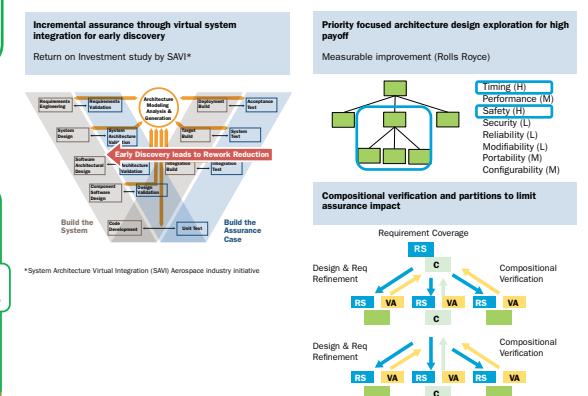 Incremental assurance through virtual system
integration for early discovery
Return on Investment study by SAVI*
Requirements
Engineering
Requirements
Validation
Architecture
Modeling
Analysis &
Generation
Deployment
Build
Acceptance
Test
System
Design
System
Architecture
Validation
Target
Build
System
Test
Early Discovery leads to Rework Reduction
Software
Architectural
Design
Architecture
Validation
Integration
Build
Integration
Test
Component
Software
Design
Design
Validation
Build the
System
Code
Development
Unit Test
Build the
Assurance
Case
*System Architecture Virtual Integration (SAVI) Aerospace industry initiative
Priority focused architecture design exploration for high
payoff
Measurable improvement (Rolls Royce)
Timing (H)
Performance (M)
Safety (H)
Security (L)
Reliability (L)
Modifiability (L)
Portability (M)
Configurability (M)
Compositional verification and partitions to limit
assurance impact
Requirement Coverage
RS
C
Design & Req
Refinement
Compositional
Verification
RS VA RS VA RS VA
C
Design & Req
Refinement
Compositional
Verification
RS VA RS VA RS VA
C